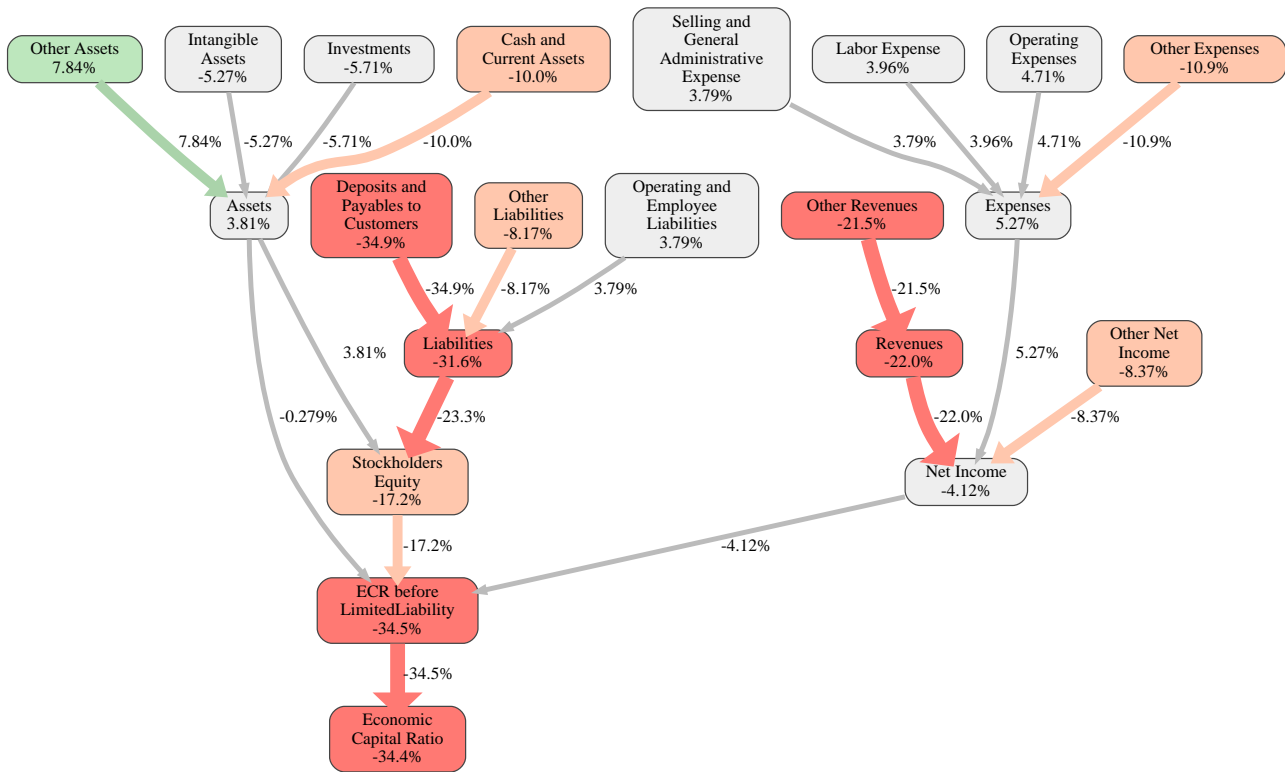 Other Assets
7.84%
Intangible
Assets
-5.27%
Investments
-5.71%
Cash and
Current Assets
-10.0%
Selling and
General
Administrative
Expense
3.79%
Labor Expense
3.96%
Operating
Expenses
4.71%
Other Expenses
-10.9%
7.84%
-5.27%
-5.71%
-10.0%
3.79%
3.96%
4.71%
-10.9%
Assets
3.81%
Deposits and
Payables to
Customers
-34.9%
Other
Liabilities
-8.17%
Operating and
Employee
Liabilities
3.79%
Other Revenues
-21.5%
Expenses
5.27%
-34.9%
-8.17%
3.79%
-21.5%
3.81%
Liabilities
-31.6%
Revenues
-22.0%
5.27%
Other Net
Income
-8.37%
-0.279%
-23.3%
-22.0%
-8.37%
Stockholders
Equity
-17.2%
Net Income
-4.12%
-17.2%
-4.12%
ECR before
LimitedLiability
-34.5%
-34.5%
Economic
Capital Ratio
-34.4%